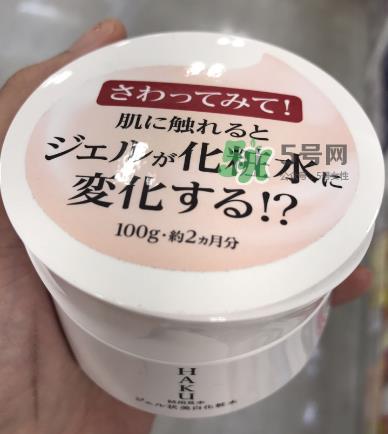 さわってみて！
肌に触れると
ジェルが化粧水に
変化する!?
100g・約2ヵ月分
5号网
HAKU
ジェル状美白化粧水